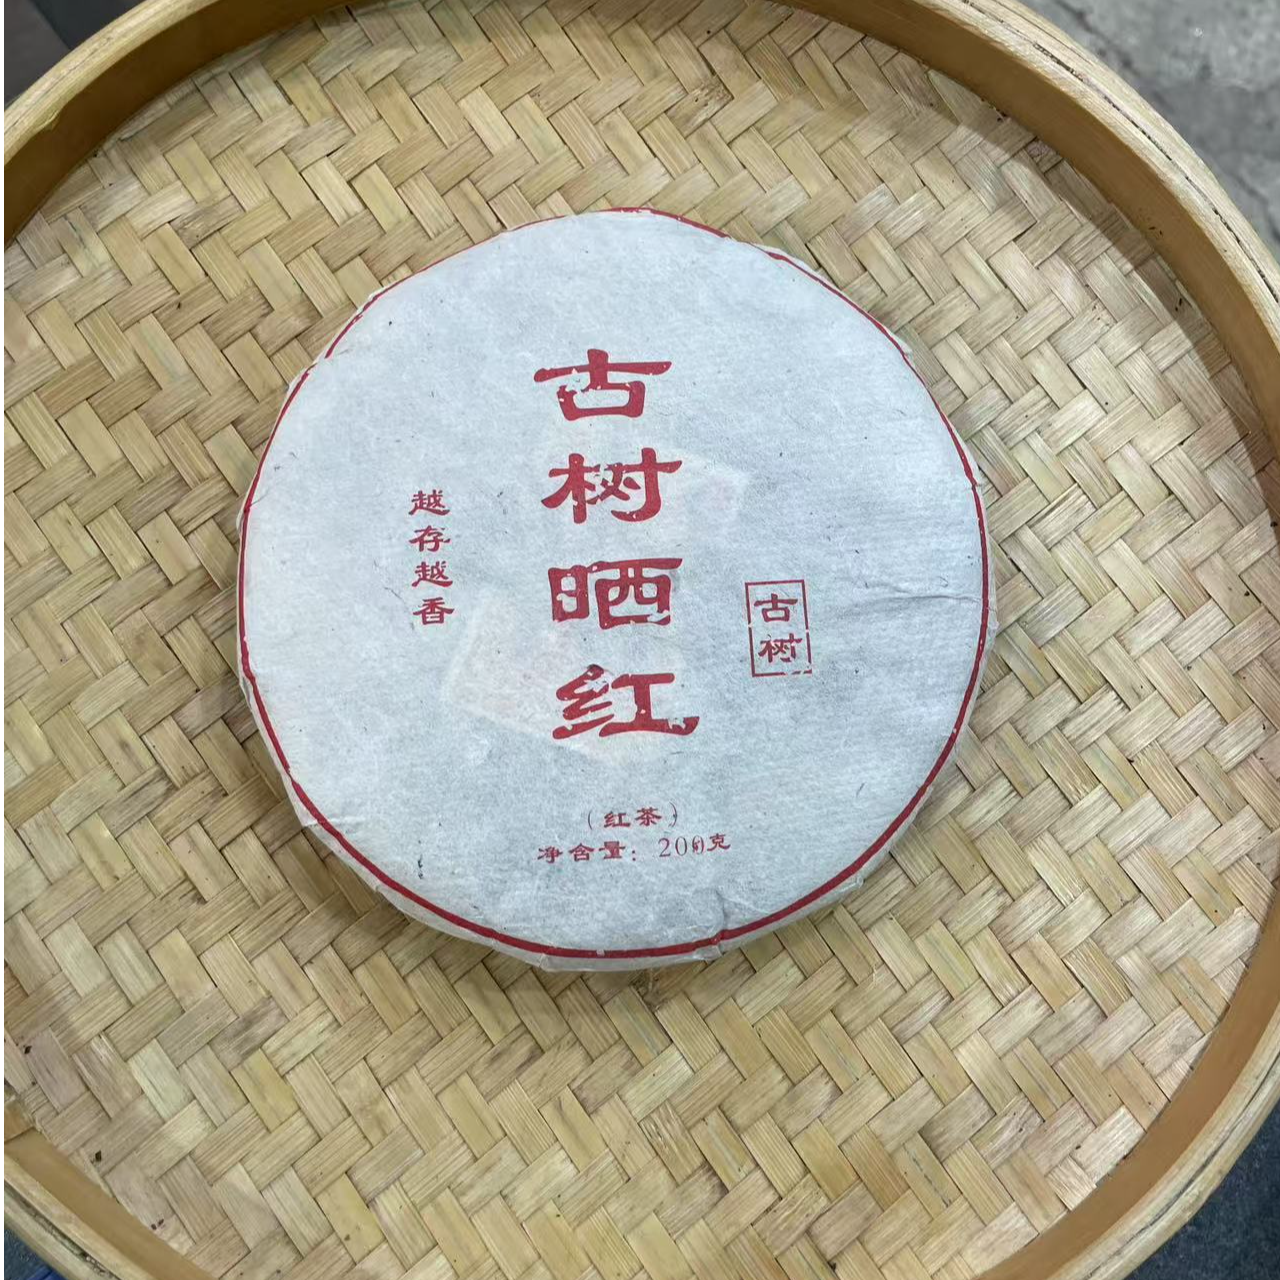 古树晒红
越存越香
古树
（红茶）
净含量：200克